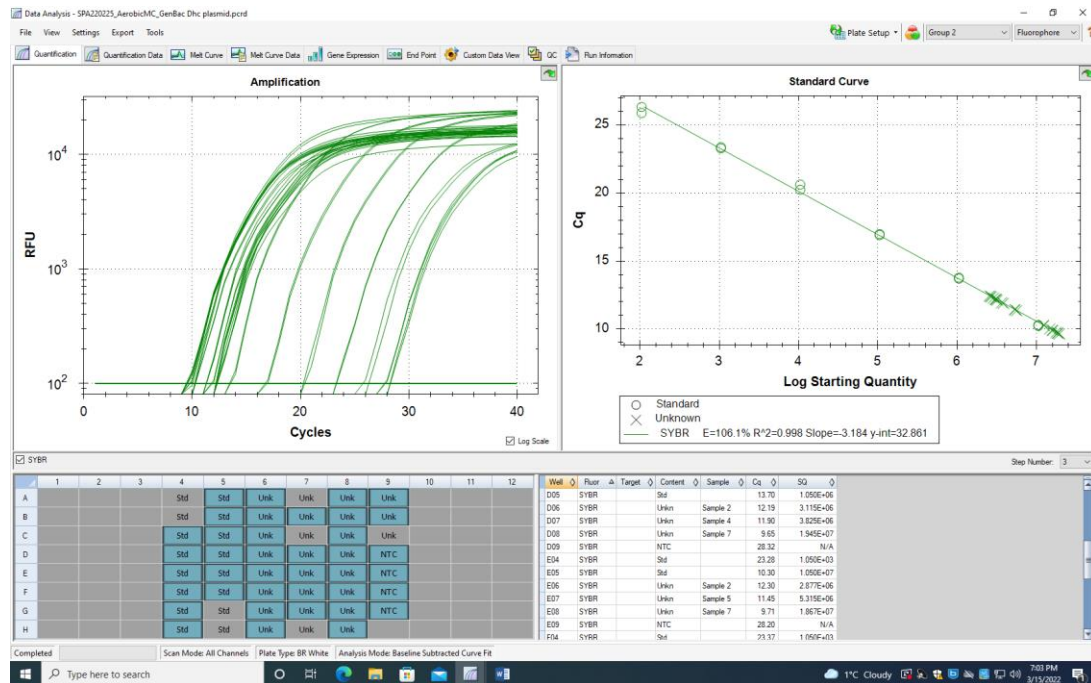 Data Analysis - SPA220225_AerobicMC_GenBac Dhc plasmid.pcrd
File View Settings Export Tools
Plate Setup Group 2 Fluorophore
Quantification Quantification Data Melt Curve Melt Curve Data Gene Expression End Point Custom Data View QC Run Information
Amplification
10^4
10^3
10^2
RFU
0 10 20 30 40
Cycles
Log Scale
Standard Curve
25
20
15
10
Cq
2 3 4 5 6 7
Log Starting Quantity
Standard
Unknown
SYBR E=106.1% R^2=0.998 Slope=-3.184 y-int=32.861
SYBR
Step Number: 3
1 2 3 4 5 6 7 8 9 10 11 12
A Std Std Unk Unk Unk Unk
B Std Std Unk Unk Unk Unk
C Std Std Unk Unk Unk Unk
D Std Std Unk Unk Unk NTC
E Std Std Unk Unk Unk NTC
F Std Std Unk Unk Unk NTC
G Std Std Unk Unk Unk NTC
H Std Std Unk Unk Unk
Well Fluor Target Content Sample Cq SQ
D05 SYBR Std 13.70 1.050E+06
D06 SYBR Unkn Sample 2 12.19 3.115E+06
D07 SYBR Unkn Sample 4 11.90 3.825E+06
D08 SYBR Unkn Sample 7 9.65 1.945E+07
D09 SYBR NTC 28.32 N/A
E04 SYBR Std 23.28 1.050E+03
E05 SYBR Std 10.30 1.050E+07
E06 SYBR Unkn Sample 2 12.30 2.877E+06
E07 SYBR Unkn Sample 5 11.45 5.315E+06
E08 SYBR Unkn Sample 7 9.71 1.867E+07
E09 SYBR NTC 28.20 N/A
F04 SYBR Std 23.37 1.050E+03
Completed Scan Mode: All Channels Plate Type: BR White Analysis Mode: Baseline Subtracted Curve Fit
Type here to search
1°C Cloudy
7:03 PM
3/15/2022